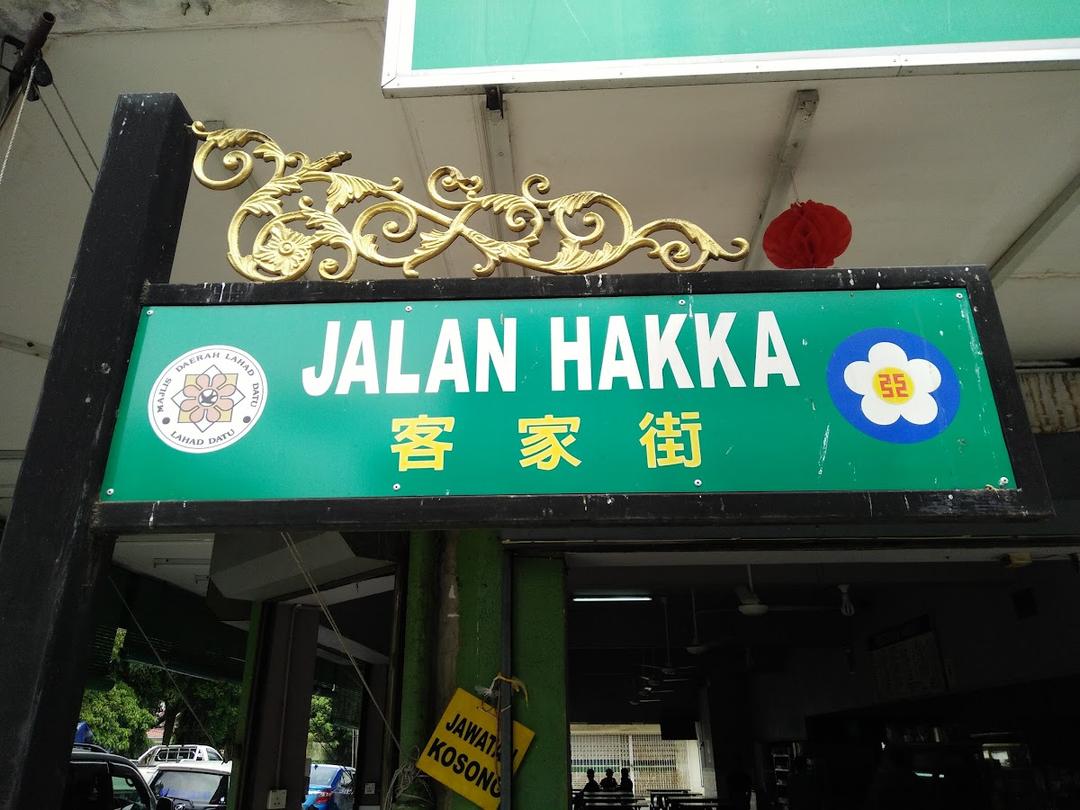 JALAN HAKKA
客家街
MAJLIS DAERAH LAHAD DATU
LAHAD DATU
JAWATAN
KOSONG